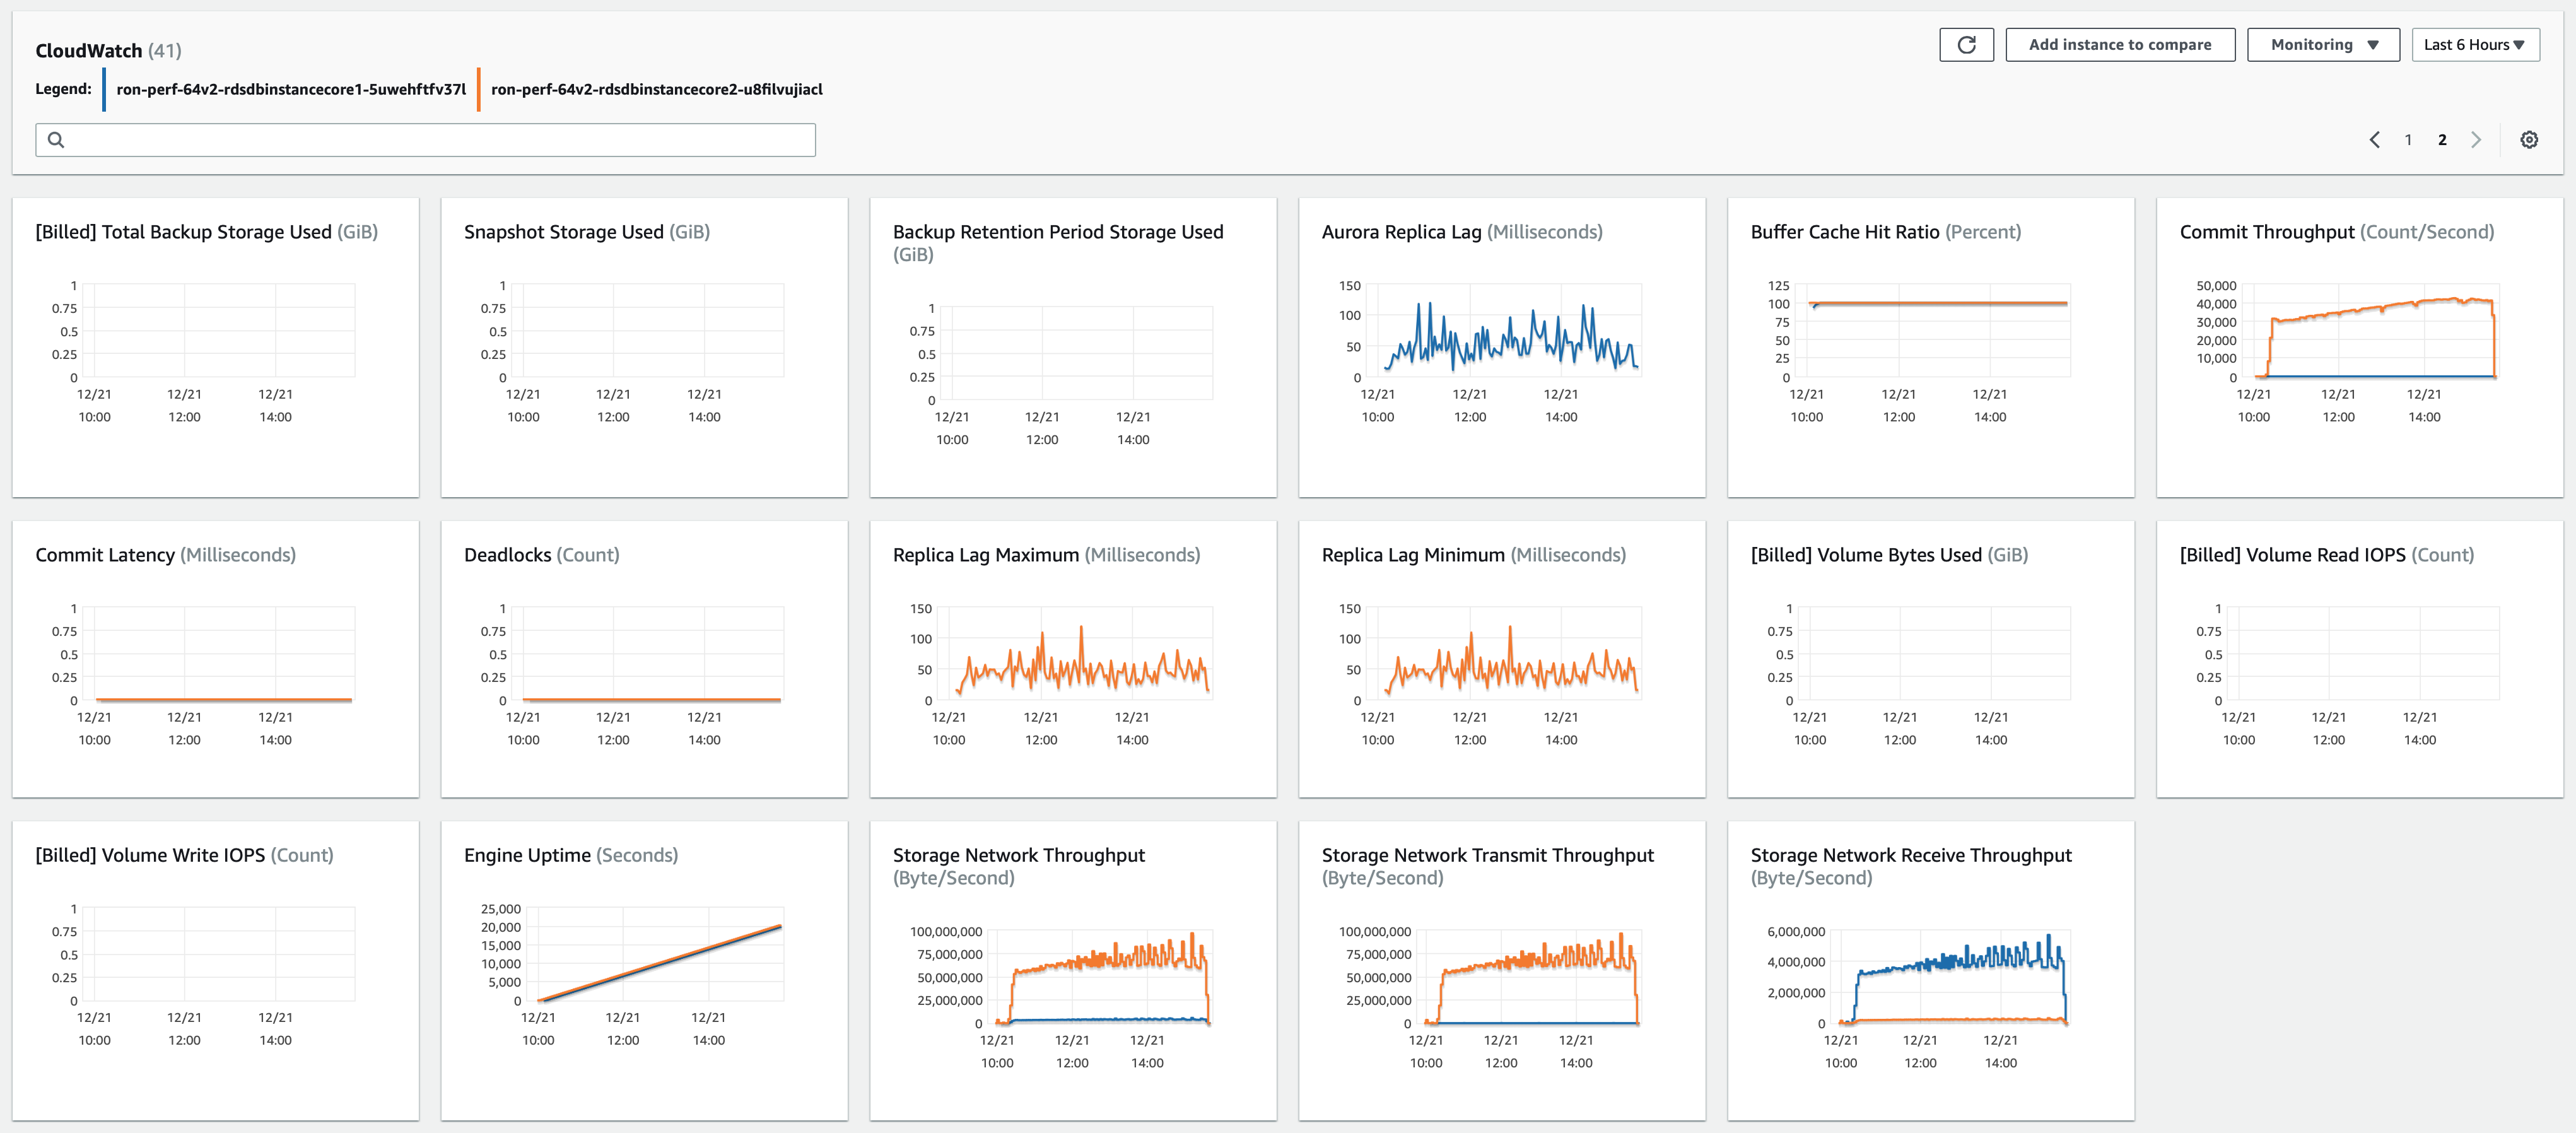 CloudWatch (41)
Add instance to compare
Monitoring
Last 6 Hours
Legend:
ron-perf-64v2-rdsdbinstancecore1-5uwehftfv37l
ron-perf-64v2-rdsdbinstancecore2-u8filvujiacl
1
2
[Billed] Total Backup Storage Used (GiB)
1
0.75
0.5
0.25
0
12/21 12/21 12/21
10:00 12:00 14:00
Snapshot Storage Used (GiB)
1
0.75
0.5
0.25
0
12/21 12/21 12/21
10:00 12:00 14:00
Backup Retention Period Storage Used
(GiB)
1
0.75
0.5
0.25
0
12/21 12/21 12/21
10:00 12:00 14:00
Aurora Replica Lag (Milliseconds)
150
100
50
0
12/21 12/21 12/21
10:00 12:00 14:00
Buffer Cache Hit Ratio (Percent)
125
100
75
50
25
0
12/21 12/21 12/21
10:00 12:00 14:00
Commit Throughput (Count/Second)
50,000
40,000
30,000
20,000
10,000
0
12/21 12/21 12/21
10:00 12:00 14:00
Commit Latency (Milliseconds)
1
0.75
0.5
0.25
0
12/21 12/21 12/21
10:00 12:00 14:00
Deadlocks (Count)
1
0.75
0.5
0.25
0
12/21 12/21 12/21
10:00 12:00 14:00
Replica Lag Maximum (Milliseconds)
150
100
50
0
12/21 12/21 12/21
10:00 12:00 14:00
Replica Lag Minimum (Milliseconds)
150
100
50
0
12/21 12/21 12/21
10:00 12:00 14:00
[Billed] Volume Bytes Used (GiB)
1
0.75
0.5
0.25
0
12/21 12/21 12/21
10:00 12:00 14:00
[Billed] Volume Read IOPS (Count)
1
0.75
0.5
0.25
0
12/21 12/21 12/21
10:00 12:00 14:00
[Billed] Volume Write IOPS (Count)
1
0.75
0.5
0.25
0
12/21 12/21 12/21
10:00 12:00 14:00
Engine Uptime (Seconds)
25,000
20,000
15,000
10,000
5,000
0
12/21 12/21 12/21
10:00 12:00 14:00
Storage Network Throughput
(Byte/Second)
100,000,000
75,000,000
50,000,000
25,000,000
0
12/21 12/21 12/21
10:00 12:00 14:00
Storage Network Transmit Throughput
(Byte/Second)
100,000,000
75,000,000
50,000,000
25,000,000
0
12/21 12/21 12/21
10:00 12:00 14:00
Storage Network Receive Throughput
(Byte/Second)
6,000,000
4,000,000
2,000,000
0
12/21 12/21 12/21
10:00 12:00 14:00